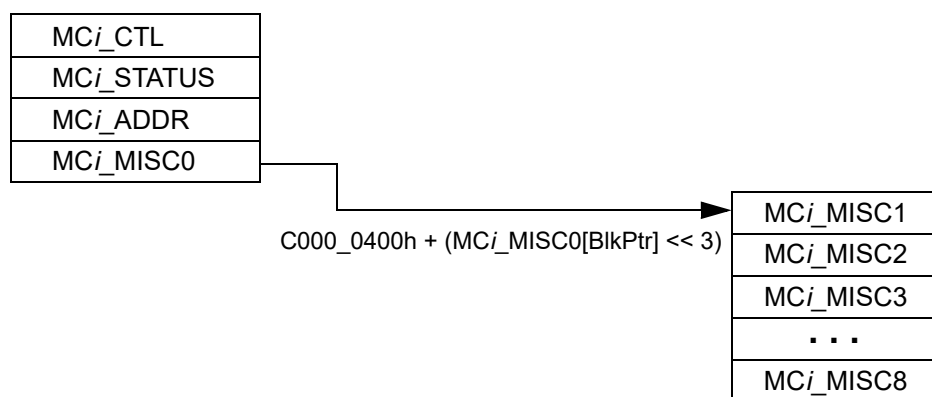 MCi_CTL
MCi_STATUS
MCi_ADDR
MCi_MISC0
C000_0400h + (MCi_MISC0[BlkPtr] << 3)
MCi_MISC1
MCi_MISC2
MCi_MISC3
. . .
MCi_MISC8